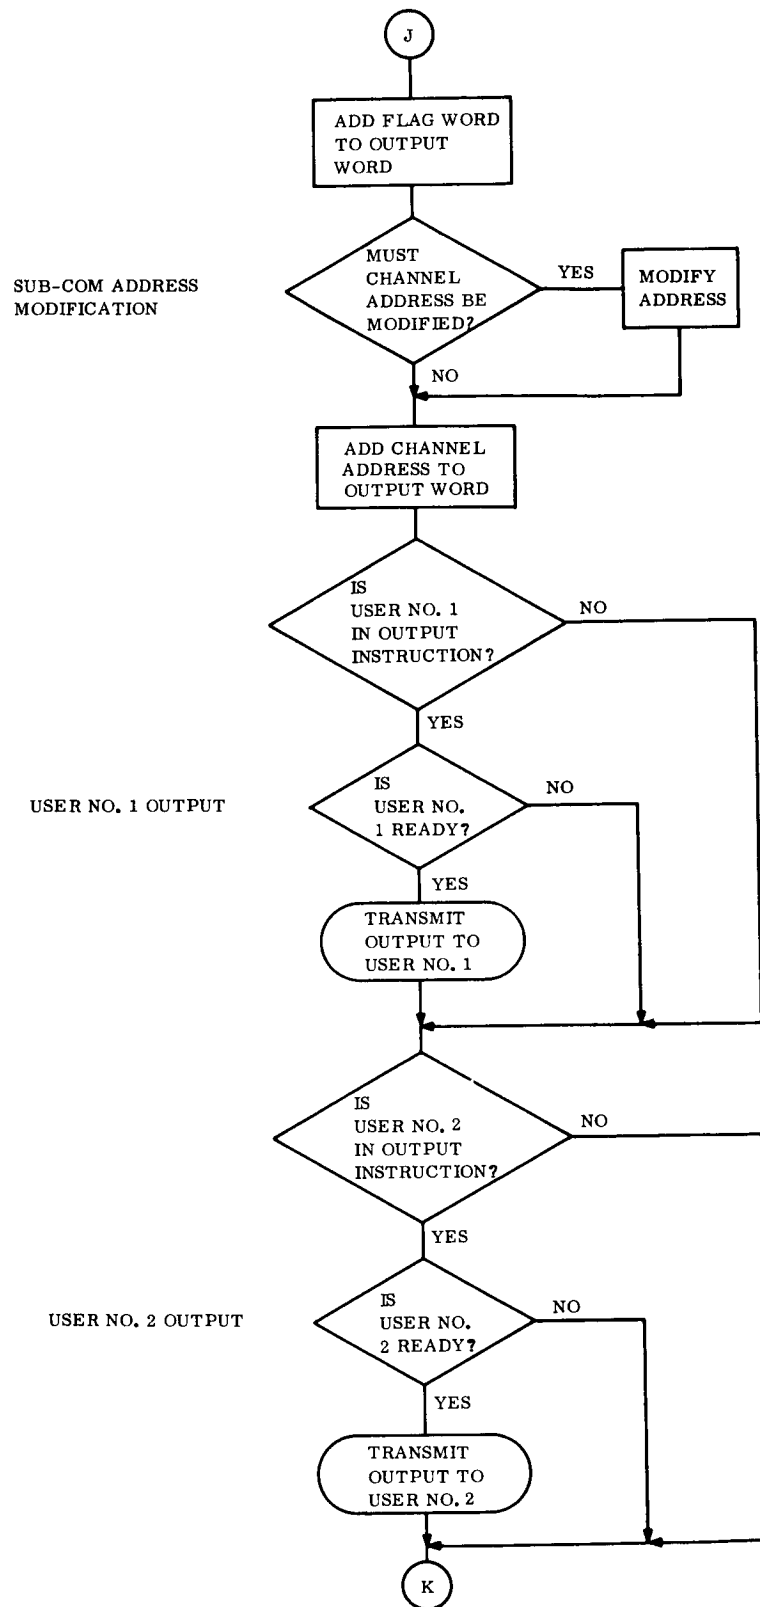 J
ADD FLAG WORD
TO OUTPUT
WORD
SUB-COM ADDRESS
MODIFICATION
MUST
CHANNEL
ADDRESS BE
MODIFIED?
YES
MODIFY
ADDRESS
NO
ADD CHANNEL
ADDRESS TO
OUTPUT WORD
IS
USER NO. 1
IN OUTPUT
INSTRUCTION?
NO
YES
USER NO. 1 OUTPUT
IS
USER NO.
1 READY?
NO
YES
TRANSMIT
OUTPUT TO
USER NO. 1
IS
USER NO. 2
IN OUTPUT
INSTRUCTION?
NO
YES
USER NO. 2 OUTPUT
IS
USER NO.
2 READY?
NO
YES
TRANSMIT
OUTPUT TO
USER NO. 2
K